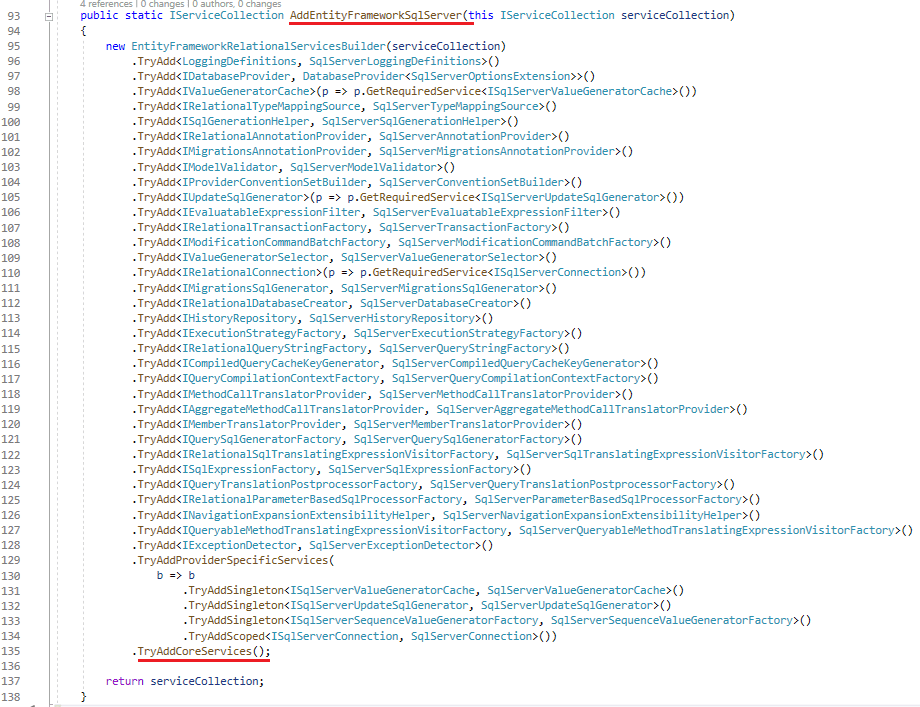 4 references | 0 changes | 0 authors, 0 changes
93 public static IServiceCollection AddEntityFrameworkSqlServer(this IServiceCollection serviceCollection)
94 {
95 new EntityFrameworkRelationalServicesBuilder(serviceCollection)
96 .TryAdd<LoggingDefinitions, SqlServerLoggingDefinitions>()
97 .TryAdd<IDatabaseProvider, DatabaseProvider<SqlServerOptionsExtension>>()
98 .TryAdd<IValueGeneratorCache>(p => p.GetRequiredService<ISqlServerValueGeneratorCache>())
99 .TryAdd<IRelationalTypeMappingSource, SqlServerTypeMappingSource>()
100 .TryAdd<ISqlGenerationHelper, SqlServerSqlGenerationHelper>()
101 .TryAdd<IRelationalAnnotationProvider, SqlServerAnnotationProvider>()
102 .TryAdd<IMigrationsAnnotationProvider, SqlServerMigrationsAnnotationProvider>()
103 .TryAdd<IModelValidator, SqlServerModelValidator>()
104 .TryAdd<IProviderConventionSetBuilder, SqlServerConventionSetBuilder>()
105 .TryAdd<IUpdateSqlGenerator>(p => p.GetRequiredService<ISqlServerUpdateSqlGenerator>())
106 .TryAdd<IEvaluatableExpressionFilter, SqlServerEvaluatableExpressionFilter>()
107 .TryAdd<IRelationalTransactionFactory, SqlServerTransactionFactory>()
108 .TryAdd<IModificationCommandBatchFactory, SqlServerModificationCommandBatchFactory>()
109 .TryAdd<IValueGeneratorSelector, SqlServerValueGeneratorSelector>()
110 .TryAdd<IRelationalConnection>(p => p.GetRequiredService<ISqlServerConnection>())
111 .TryAdd<IMigrationsSqlGenerator, SqlServerMigrationsSqlGenerator>()
112 .TryAdd<IRelationalDatabaseCreator, SqlServerDatabaseCreator>()
113 .TryAdd<IHistoryRepository, SqlServerHistoryRepository>()
114 .TryAdd<IExecutionStrategyFactory, SqlServerExecutionStrategyFactory>()
115 .TryAdd<IRelationalQueryStringFactory, SqlServerQueryStringFactory>()
116 .TryAdd<ICompiledQueryCacheKeyGenerator, SqlServerCompiledQueryCacheKeyGenerator>()
117 .TryAdd<IQueryCompilationContextFactory, SqlServerQueryCompilationContextFactory>()
118 .TryAdd<IMethodCallTranslatorProvider, SqlServerMethodCallTranslatorProvider>()
119 .TryAdd<IAggregateMethodCallTranslatorProvider, SqlServerAggregateMethodCallTranslatorProvider>()
120 .TryAdd<IMemberTranslatorProvider, SqlServerMemberTranslatorProvider>()
121 .TryAdd<IQuerySqlGeneratorFactory, SqlServerQuerySqlGeneratorFactory>()
122 .TryAdd<IRelationalSqlTranslatingExpressionVisitorFactory, SqlServerSqlTranslatingExpressionVisitorFactory>()
123 .TryAdd<ISqlExpressionFactory, SqlServerSqlExpressionFactory>()
124 .TryAdd<IQueryTranslationPostprocessorFactory, SqlServerQueryTranslationPostprocessorFactory>()
125 .TryAdd<IRelationalParameterBasedSqlProcessorFactory, SqlServerParameterBasedSqlProcessorFactory>()
126 .TryAdd<INavigationExpansionExtensibilityHelper, SqlServerNavigationExpansionExtensibilityHelper>()
127 .TryAdd<IQueryableMethodTranslatingExpressionVisitorFactory, SqlServerQueryableMethodTranslatingExpressionVisitorFactory>()
128 .TryAdd<IExceptionDetector, SqlServerExceptionDetector>()
129 .TryAddProviderSpecificServices(
130 b => b
131 .TryAddSingleton<ISqlServerValueGeneratorCache, SqlServerValueGeneratorCache>()
132 .TryAddSingleton<ISqlServerUpdateSqlGenerator, SqlServerUpdateSqlGenerator>()
133 .TryAddSingleton<ISqlServerSequenceValueGeneratorFactory, SqlServerSequenceValueGeneratorFactory>()
134 .TryAddScoped<ISqlServerConnection, SqlServerConnection>())
135 .TryAddCoreServices();
136
137 return serviceCollection;
138 }